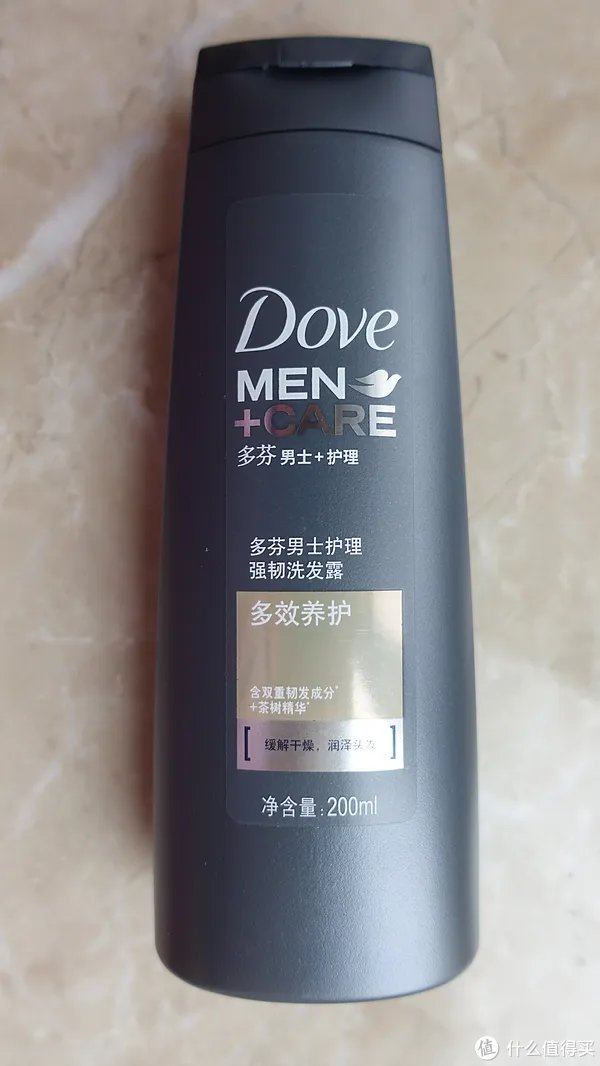 Dove
MEN
+CARE
多芬 男士+护理
多芬男士护理
强韧洗发露
多效养护
含双重韧发成分*
+茶树精华*
[ 缓解干燥，润泽头发 ]
净含量：200ml
值 什么值得买